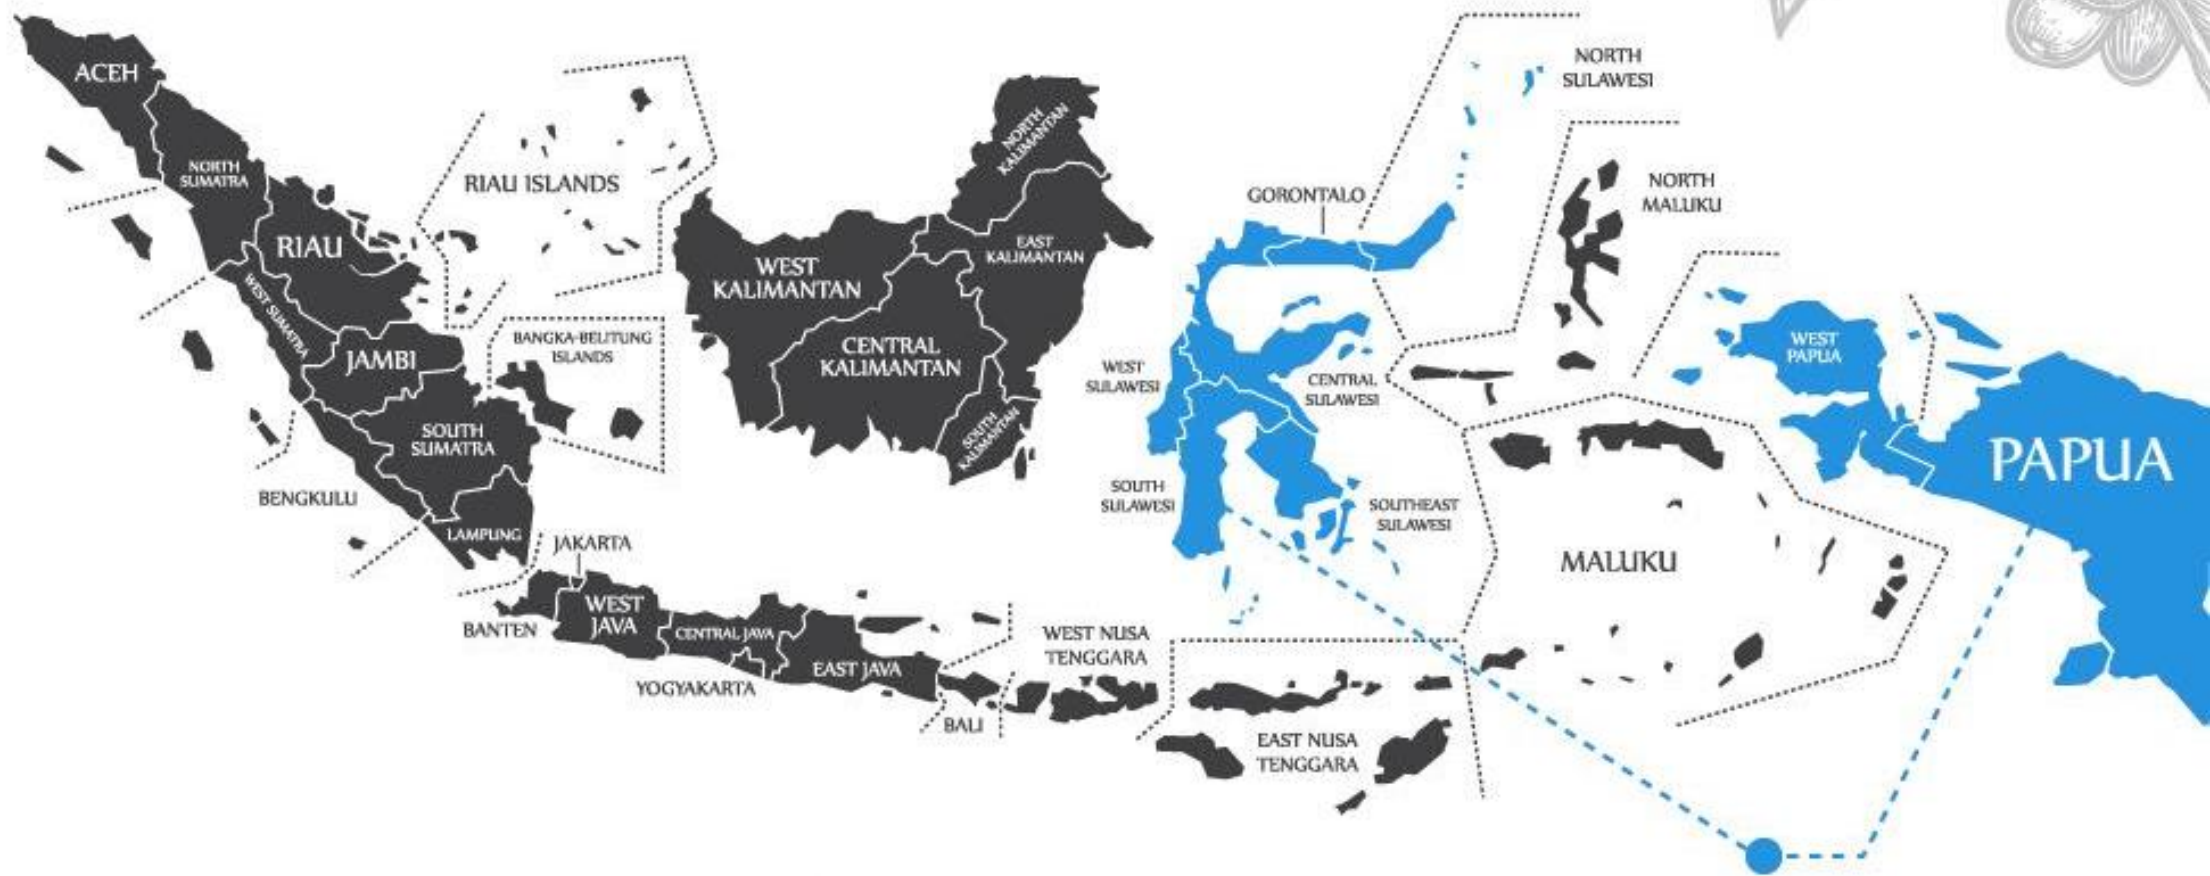 ACEH
NORTH
SUMATRA
RIAU
RIAU ISLANDS
WEST SUMATRA
JAMBI
BANGKA-BELITUNG
ISLANDS
SOUTH
SUMATRA
BENGKULU
LAMPUNG
JAKARTA
BANTEN
WEST
JAVA
CENTRAL JAVA
YOGYAKARTA
EAST JAVA
BALI
WEST NUSA
TENGGARA
EAST NUSA
TENGGARA
WEST
KALIMANTAN
CENTRAL
KALIMANTAN
SOUTH
KALIMANTAN
EAST
KALIMANTAN
NORTH
KALIMANTAN
GORONTALO
NORTH
SULAWESI
WEST
SULAWESI
CENTRAL
SULAWESI
SOUTH
SULAWESI
SOUTHEAST
SULAWESI
NORTH
MALUKU
MALUKU
WEST
PAPUA
PAPUA